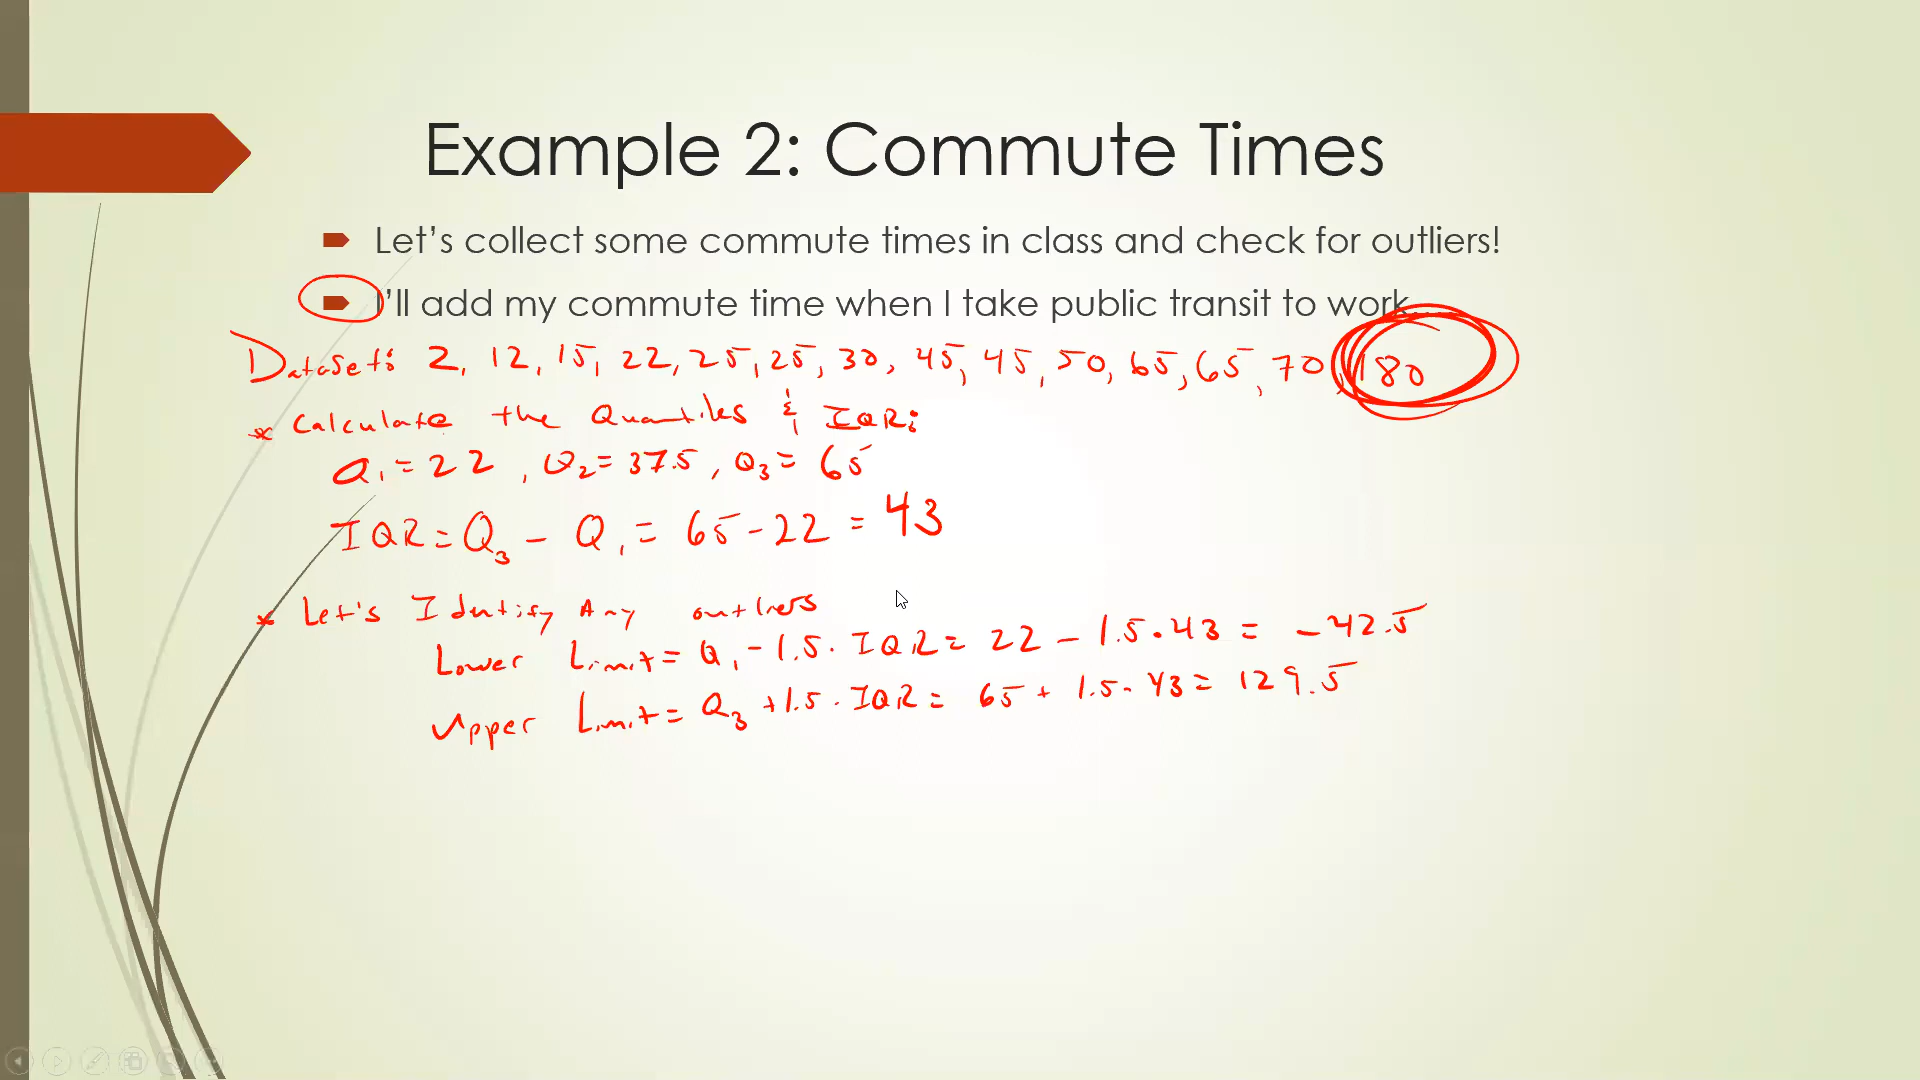 Example 2: Commute Times
Let's collect some commute times in class and check for outliers!
I'll add my commute time when I take public transit to work....
Dataset: 2, 12, 15, 22, 25, 25, 30, 45, 45, 50, 65, 65, 70, 180
* Calculate the Quantiles & IQR:
Q₁ = 22, Q₂ = 37.5, Q₃ = 65
IQR = Q₃ - Q₁ = 65 - 22 = 43
* Let's Identify Any outliers
Lower Limit = Q₁ - 1.5 · IQR = 22 - 1.5 · 43 = -42.5
Upper Limit = Q₃ + 1.5 · IQR = 65 + 1.5 · 43 = 129.5